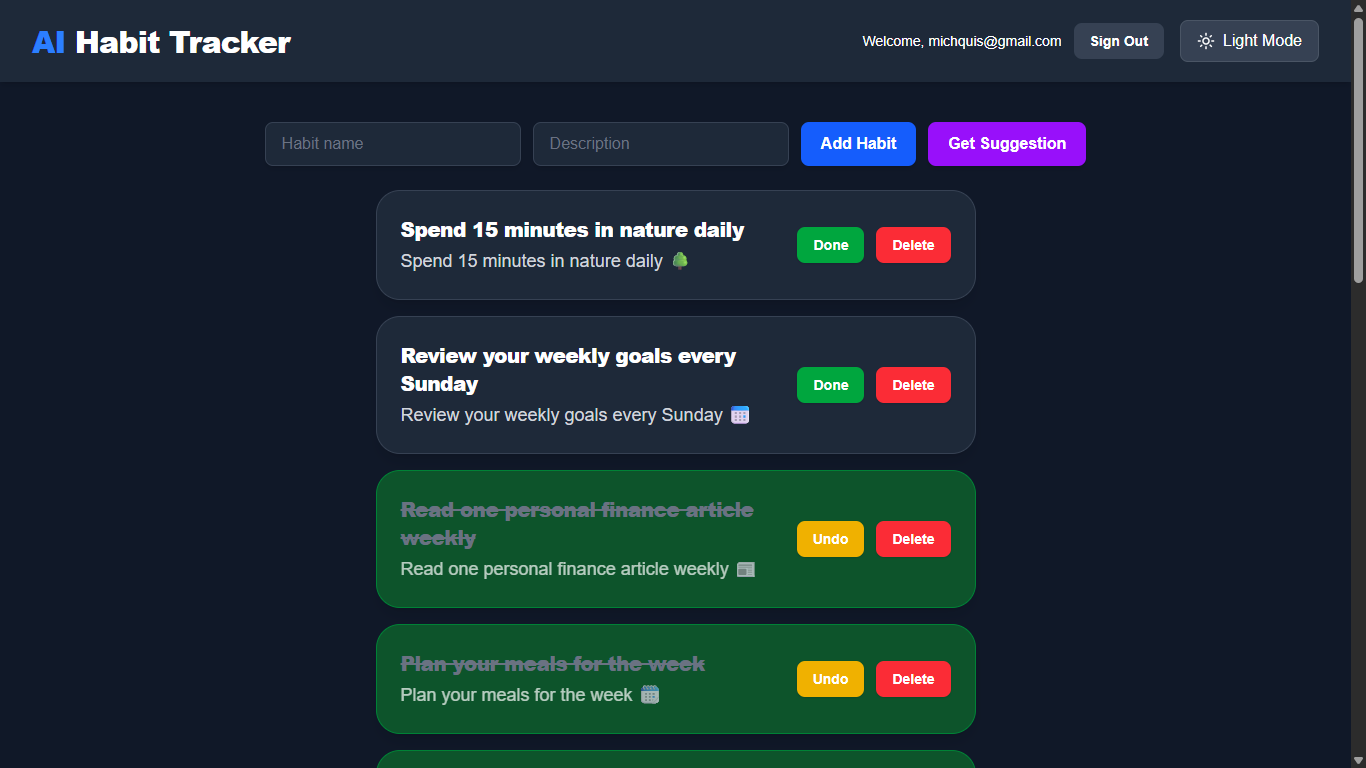 AI Habit Tracker
Welcome, michquis@gmail.com
Sign Out
Light Mode
Habit name
Description
Add Habit
Get Suggestion
Spend 15 minutes in nature daily
Spend 15 minutes in nature daily 🌳
Done
Delete
Review your weekly goals every
Sunday
Review your weekly goals every Sunday 📅
Done
Delete
Read one personal finance article
weekly
Read one personal finance article weekly 📰
Undo
Delete
Plan your meals for the week
Plan your meals for the week 🗓️
Undo
Delete